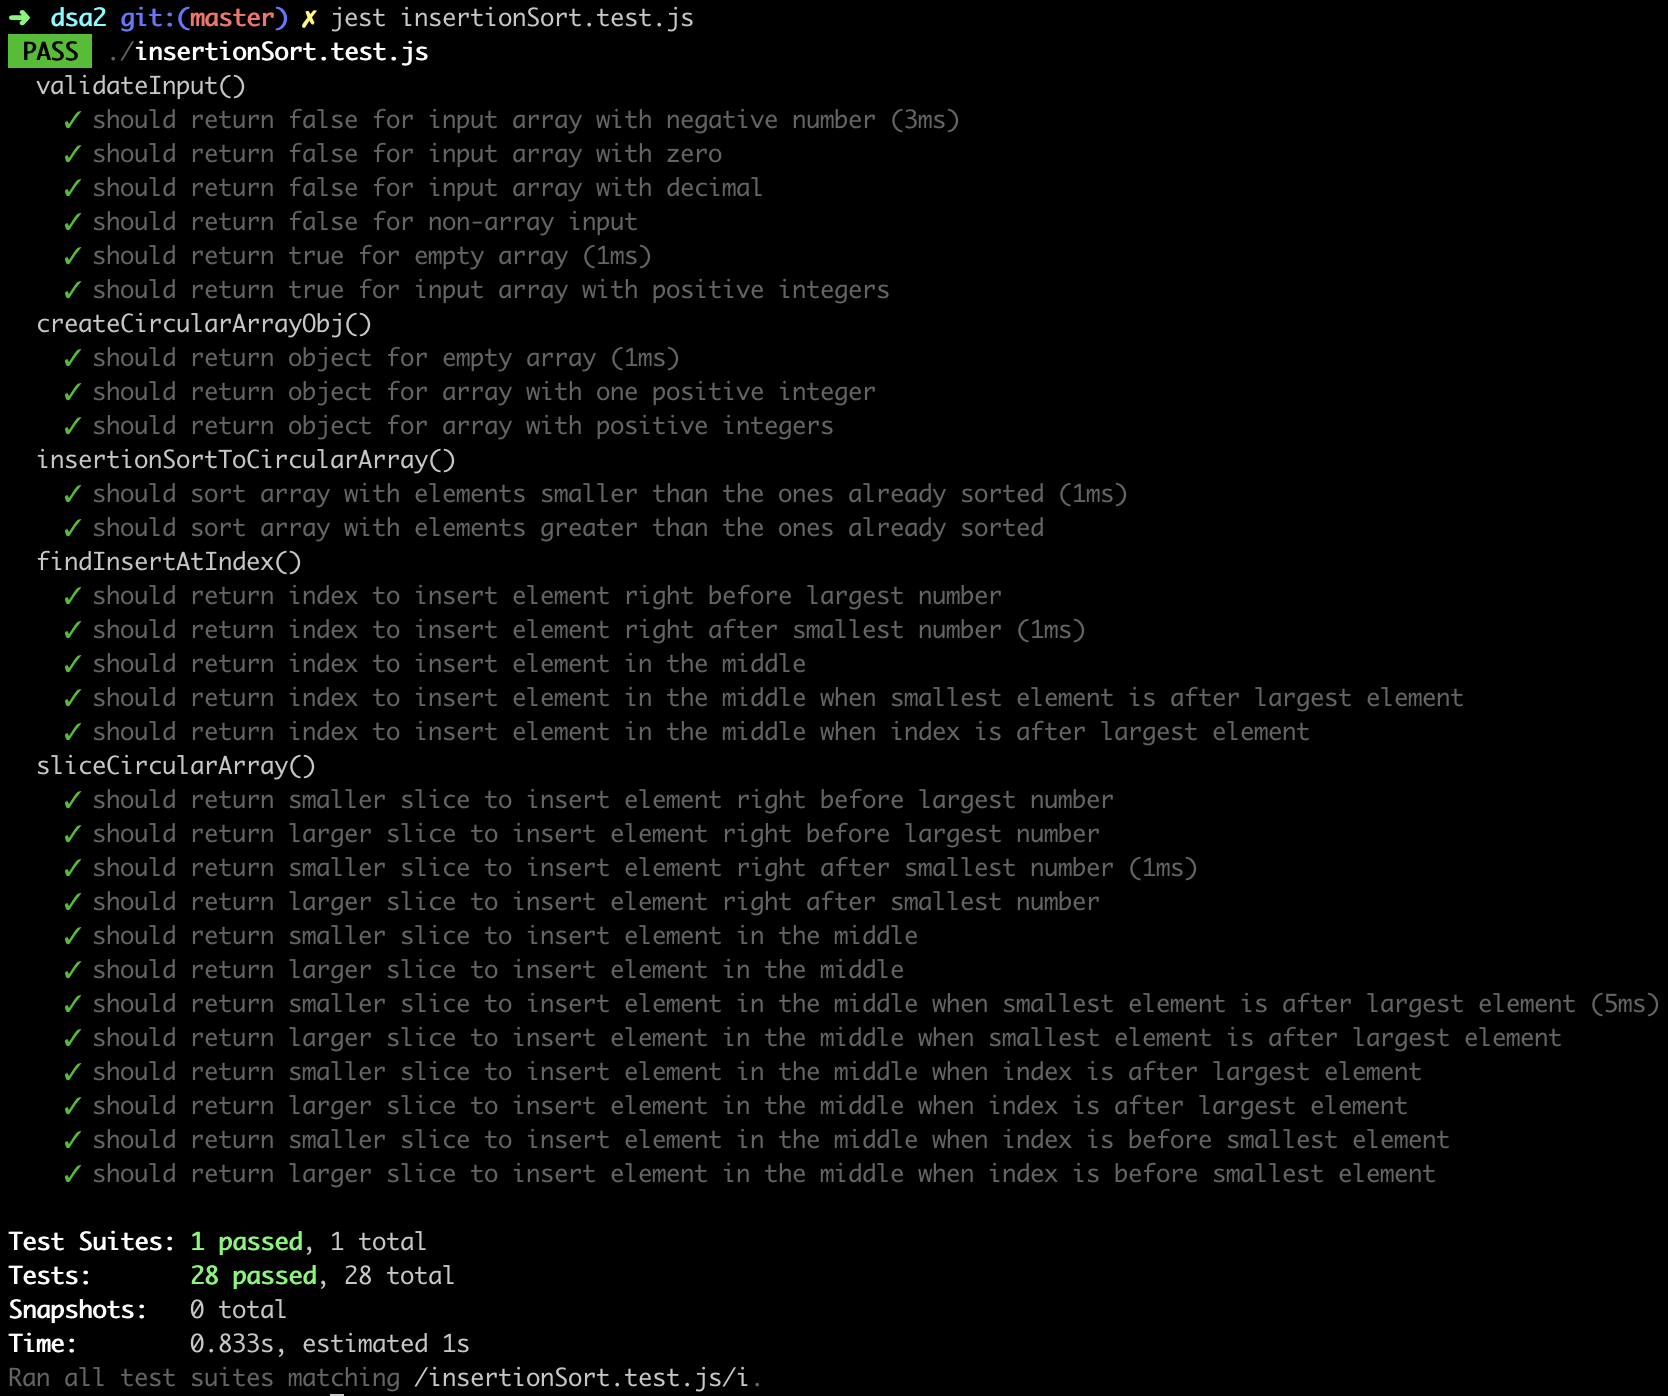 ➜ dsa2 git:(master) ✗ jest insertionSort.test.js
PASS ./insertionSort.test.js
validateInput()
✓ should return false for input array with negative number (3ms)
✓ should return false for input array with zero
✓ should return false for input array with decimal
✓ should return false for non-array input
✓ should return true for empty array (1ms)
✓ should return true for input array with positive integers
createCircularArrayObj()
✓ should return object for empty array (1ms)
✓ should return object for array with one positive integer
✓ should return object for array with positive integers
insertionSortToCircularArray()
✓ should sort array with elements smaller than the ones already sorted (1ms)
✓ should sort array with elements greater than the ones already sorted
findInsertAtIndex()
✓ should return index to insert element right before largest number
✓ should return index to insert element right after smallest number (1ms)
✓ should return index to insert element in the middle
✓ should return index to insert element in the middle when smallest element is after largest element
✓ should return index to insert element in the middle when index is after largest element
sliceCircularArray()
✓ should return smaller slice to insert element right before largest number
✓ should return larger slice to insert element right before largest number
✓ should return smaller slice to insert element right after smallest number (1ms)
✓ should return larger slice to insert element right after smallest number
✓ should return smaller slice to insert element in the middle
✓ should return larger slice to insert element in the middle
✓ should return smaller slice to insert element in the middle when smallest element is after largest element (5ms)
✓ should return larger slice to insert element in the middle when smallest element is after largest element
✓ should return smaller slice to insert element in the middle when index is after largest element
✓ should return larger slice to insert element in the middle when index is after largest element
✓ should return smaller slice to insert element in the middle when index is before smallest element
✓ should return larger slice to insert element in the middle when index is before smallest element
Test Suites: 1 passed, 1 total
Tests: 28 passed, 28 total
Snapshots: 0 total
Time: 0.833s, estimated 1s
Ran all test suites matching /insertionSort.test.js/i.